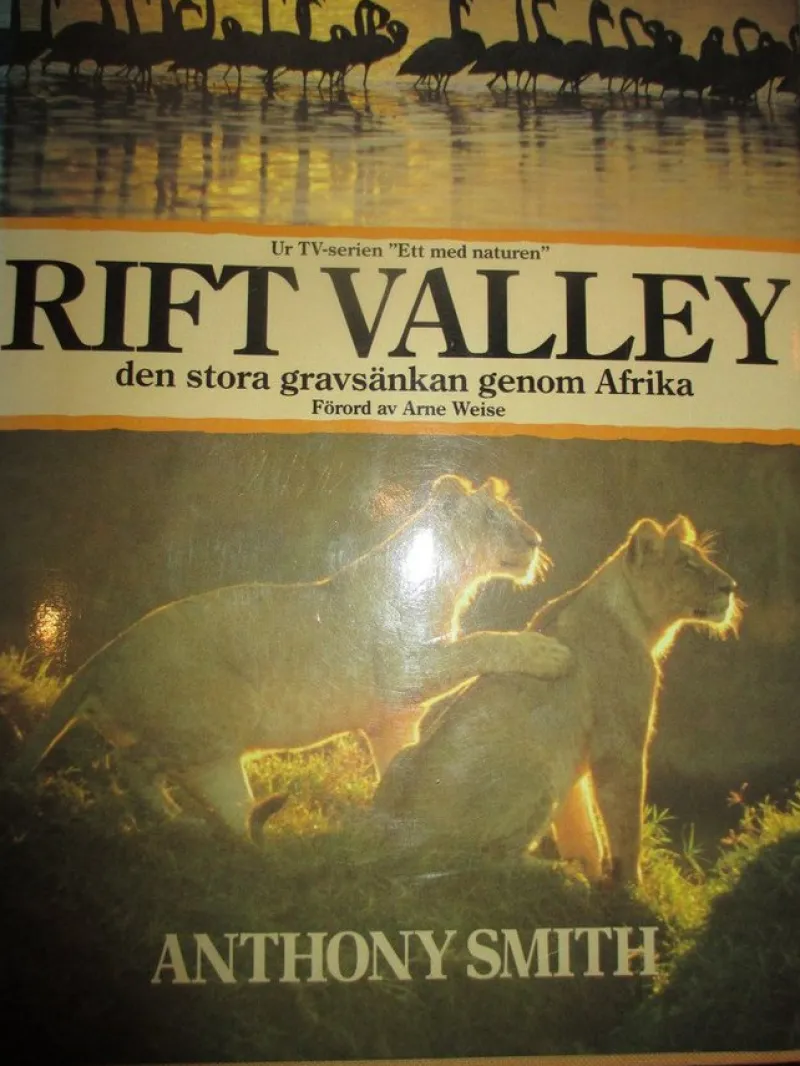 Ur TV-serien "Ett med naturen"
RIFT VALLEY
den stora gravsänkan genom Afrika
Förord av Arne Weise
ANTHONY SMITH